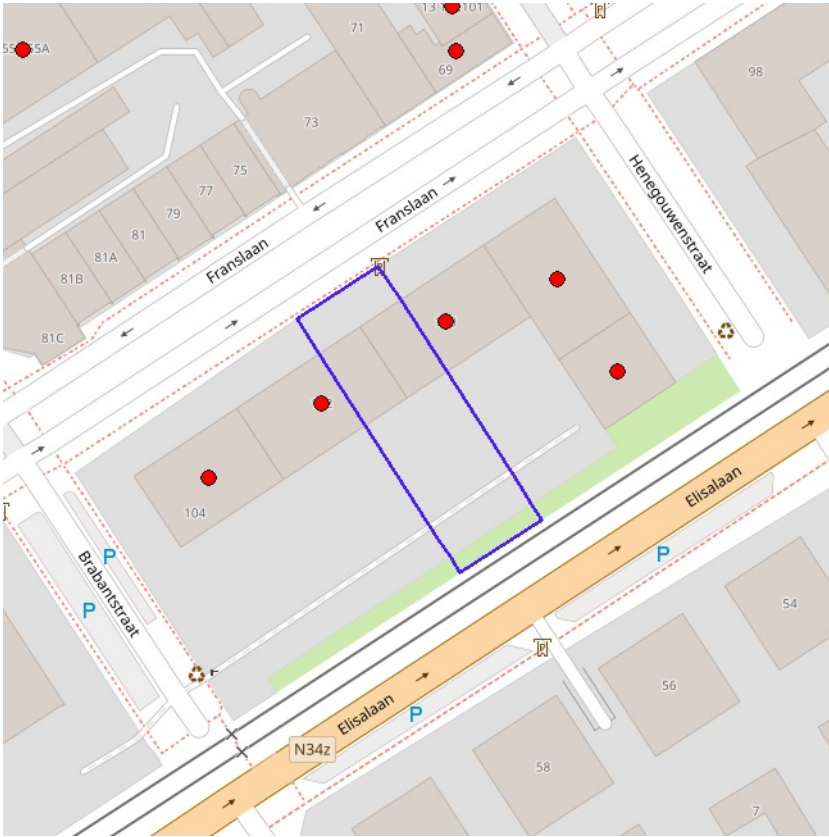 13
101
55A
71
69
98
73
75
77
79
81
81A
81B
81C
Franslaan
Franslaan
Henegouwenstraat
104
Brabantstraat
P
P
Elisalaan
P
54
56
Elisalaan
P
N34z
58
7